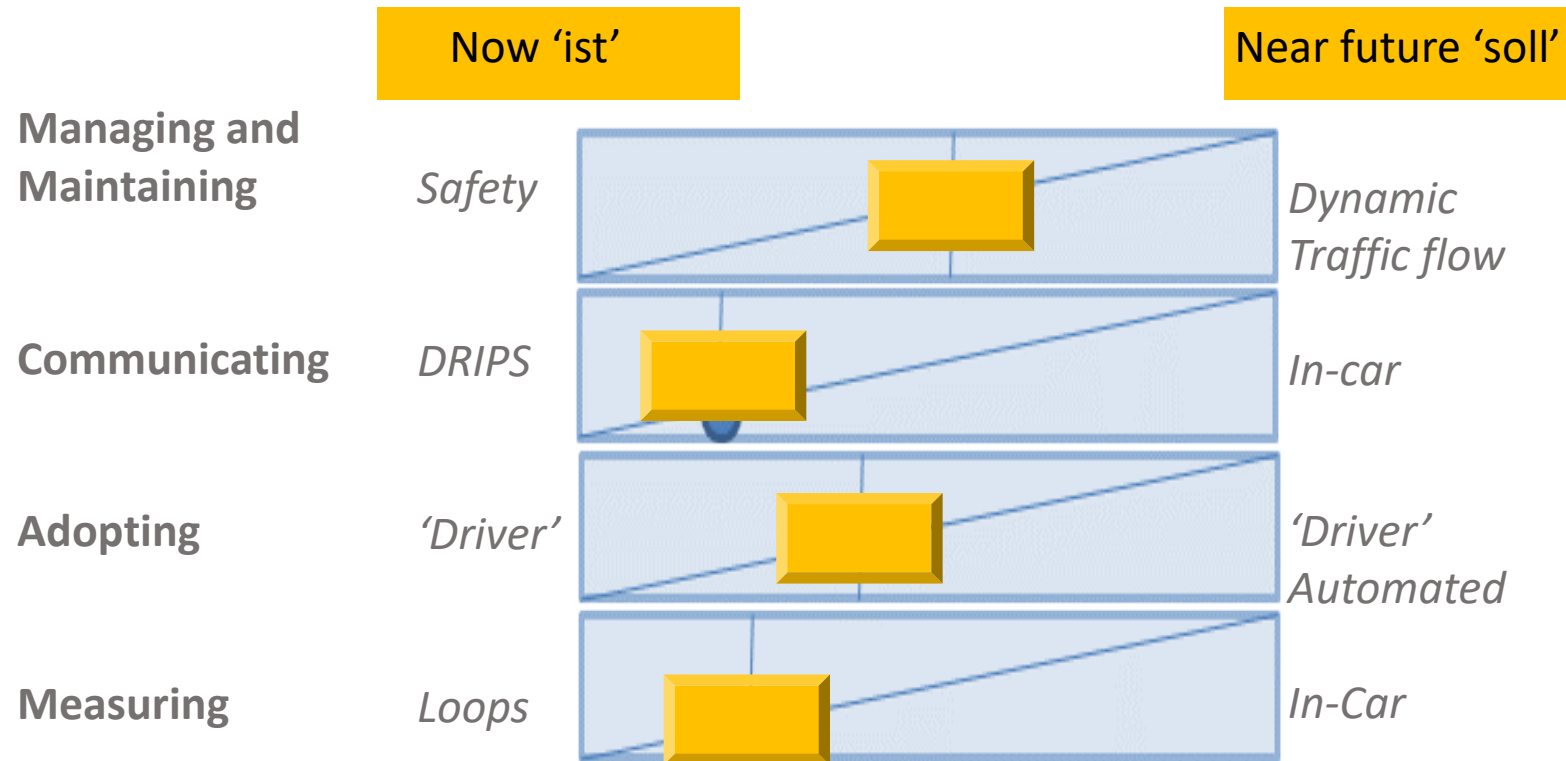 Now ‘ist’
Near future ‘soll’
Managing and
Maintaining
Safety
Dynamic
Traffic flow
Communicating
DRIPS
In-car
Adopting
‘Driver’
‘Driver’
Automated
Measuring
Loops
In-Car